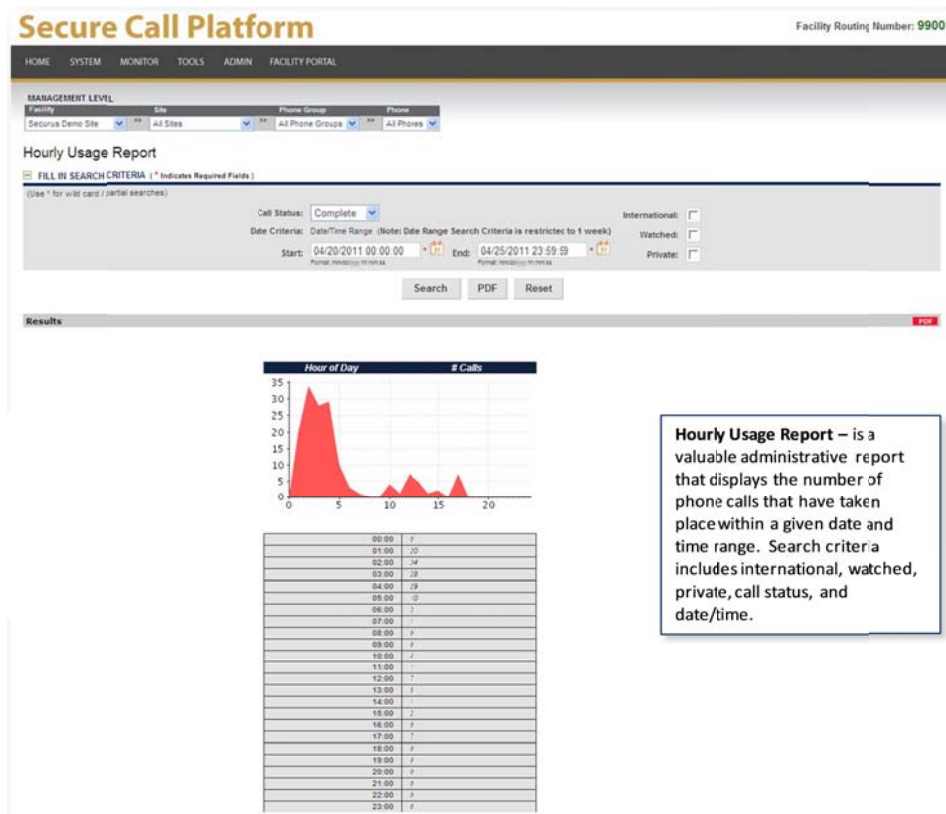 Secure Call Platform
Facility Routing Number: 9900
HOME SYSTEM MONITOR TOOLS ADMIN FACILITY PORTAL
MANAGEMENT LEVEL
Facility Site Phone Group Phone
Securus Demo Site >> All Sites >> All Phone Groups >> All Phones
Hourly Usage Report
FILL IN SEARCH CRITERIA ( * Indicates Required Fields )
(Use * for wild card / partial searches)
Call Status: Complete International:
Date Criteria: Date/Time Range (Note: Date Range Search Criteria is restricted to 1 week) Watched:
Start: 04/20/2011 00:00:00 * End: 04/25/2011 23:59:59 * Private:
Search PDF Reset
Results PDF
Hour of Day # Calls
35
30
25
20
15
10
5
0
0 5 10 15 20
00:00
01:00 20
02:00 34
03:00 28
04:00 29
05:00 10
06:00
07:00
08:00
09:00
10:00
11:00
12:00
13:00
14:00
15:00
16:00
17:00
18:00
19:00
20:00
21:00
22:00
23:00
Hourly Usage Report – is a
valuable administrative report
that displays the number of
phone calls that have taken
place within a given date and
time range. Search criteria
includes international, watched,
private, call status, and
date/time.